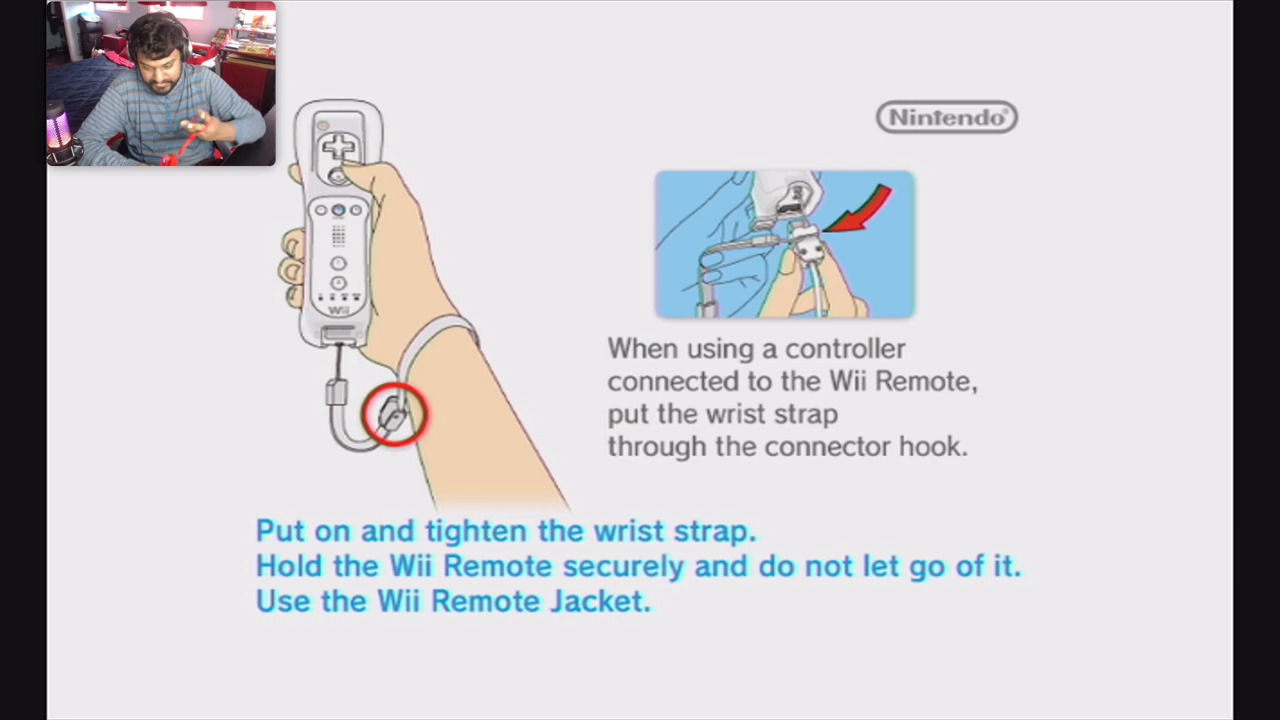 Nintendo®
Wii
When using a controller
connected to the Wii Remote,
put the wrist strap
through the connector hook.
Put on and tighten the wrist strap.
Hold the Wii Remote securely and do not let go of it.
Use the Wii Remote Jacket.